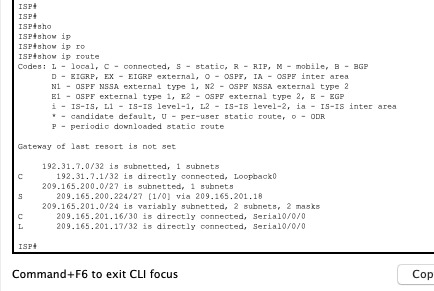 ISP#
ISP#
ISP#sho
ISP#show ip
ISP#show ip ro
ISP#show ip route
Codes: L - local, C - connected, S - static, R - RIP, M - mobile, B - BGP
       D - EIGRP, EX - EIGRP external, O - OSPF, IA - OSPF inter area
       N1 - OSPF NSSA external type 1, N2 - OSPF NSSA external type 2
       E1 - OSPF external type 1, E2 - OSPF external type 2, E - EGP
       i - IS-IS, L1 - IS-IS level-1, L2 - IS-IS level-2, ia - IS-IS inter area
       * - candidate default, U - per-user static route, o - ODR
       P - periodic downloaded static route
Gateway of last resort is not set
     192.31.7.0/32 is subnetted, 1 subnets
C       192.31.7.1/32 is directly connected, Loopback0
     209.165.200.0/27 is subnetted, 1 subnets
S       209.165.200.224/27 [1/0] via 209.165.201.18
     209.165.201.0/24 is variably subnetted, 2 subnets, 2 masks
C       209.165.201.16/30 is directly connected, Serial0/0/0
L       209.165.201.17/32 is directly connected, Serial0/0/0
ISP#
Command+F6 to exit CLI focus
Cop